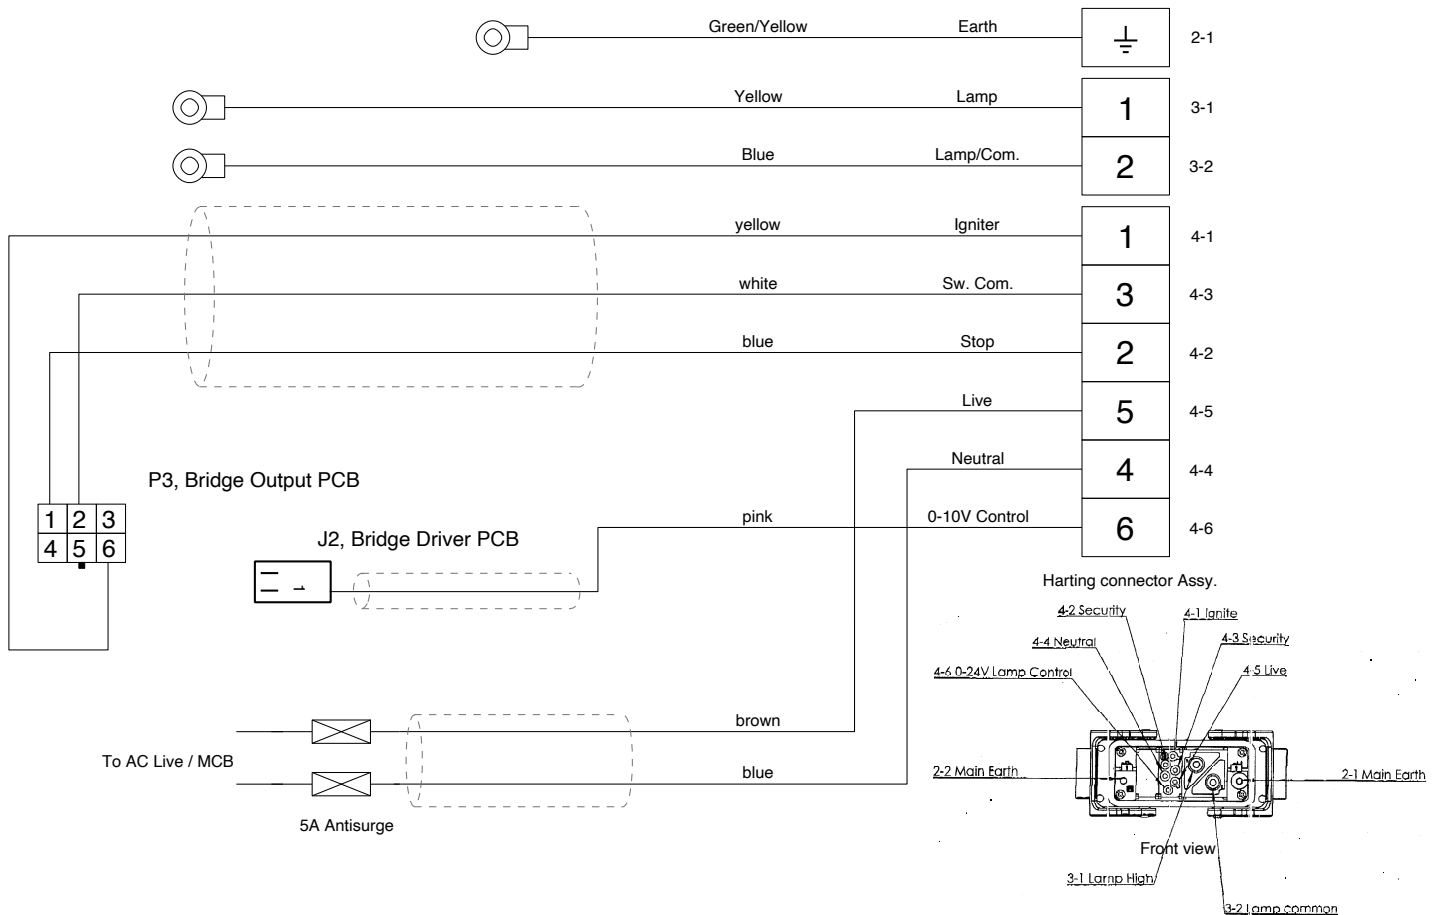 Green/Yellow Earth 2-1
Yellow Lamp 1 3-1
Blue Lamp/Com. 2 3-2
yellow Igniter 1 4-1
white Sw. Com. 3 4-3
blue Stop 2 4-2
Live 5 4-5
Neutral 4 4-4
pink 0-10V Control 6 4-6
P3, Bridge Output PCB
1 2 3
4 5 6
J2, Bridge Driver PCB
1
Harting connector Assy.
4-2 Security
4-1 Ignite
4-4 Neutral
4-3 Security
4-6 0-24V Lamp Control
4-5 Live
brown
To AC Live / MCB
blue
5A Antisurge
2-2 Main Earth
2-1 Main Earth
Front view
3-1 Lamp High
3-2 Lamp common